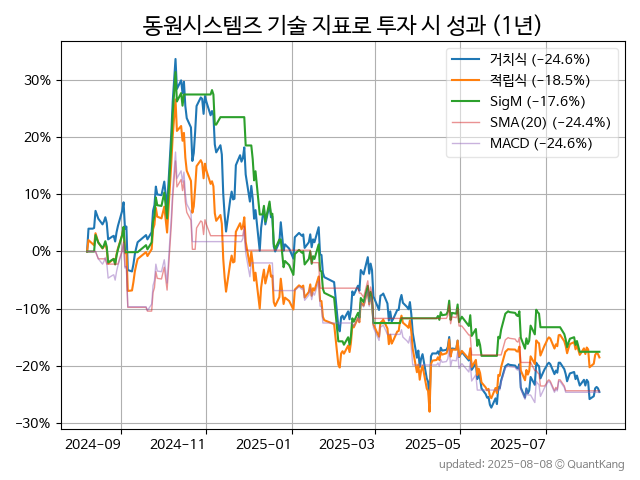 동원시스템즈 기술 지표로 투자 시 성과 (1년)
거치식 (−24.6%)
적립식 (−18.5%)
SigM (−17.6%)
SMA(20) (−24.4%)
MACD (−24.6%)
30%
20%
10%
0%
−10%
−20%
−30%
2024-09 2024-11 2025-01 2025-03 2025-05 2025-07
updated: 2025-08-08 © QuantKang